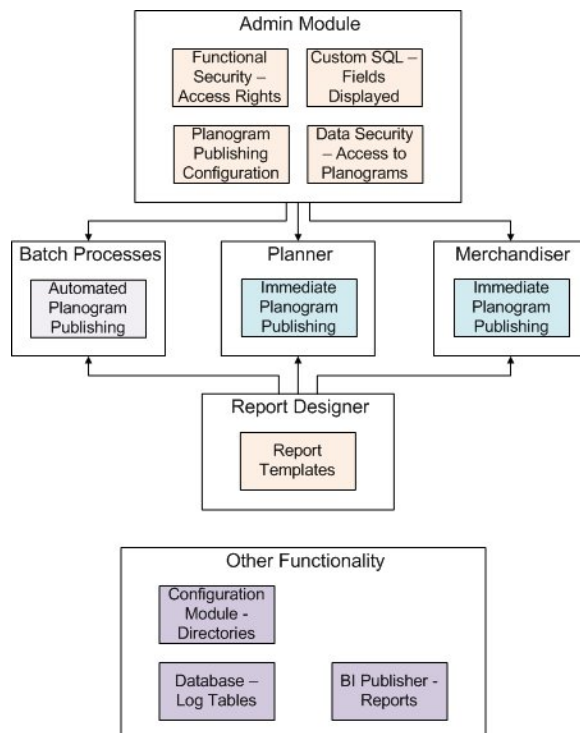 Admin Module
Functional
Security –
Access Rights
Custom SQL –
Fields
Displayed
Planogram
Publishing
Configuration
Data Security
– Access to
Planograms
Batch Processes
Automated
Planogram
Publishing
Planner
Immediate
Planogram
Publishing
Merchandiser
Immediate
Planogram
Publishing
Report Designer
Report
Templates
Other Functionality
Configuration
Module -
Directories
Database –
Log Tables
BI Publisher -
Reports